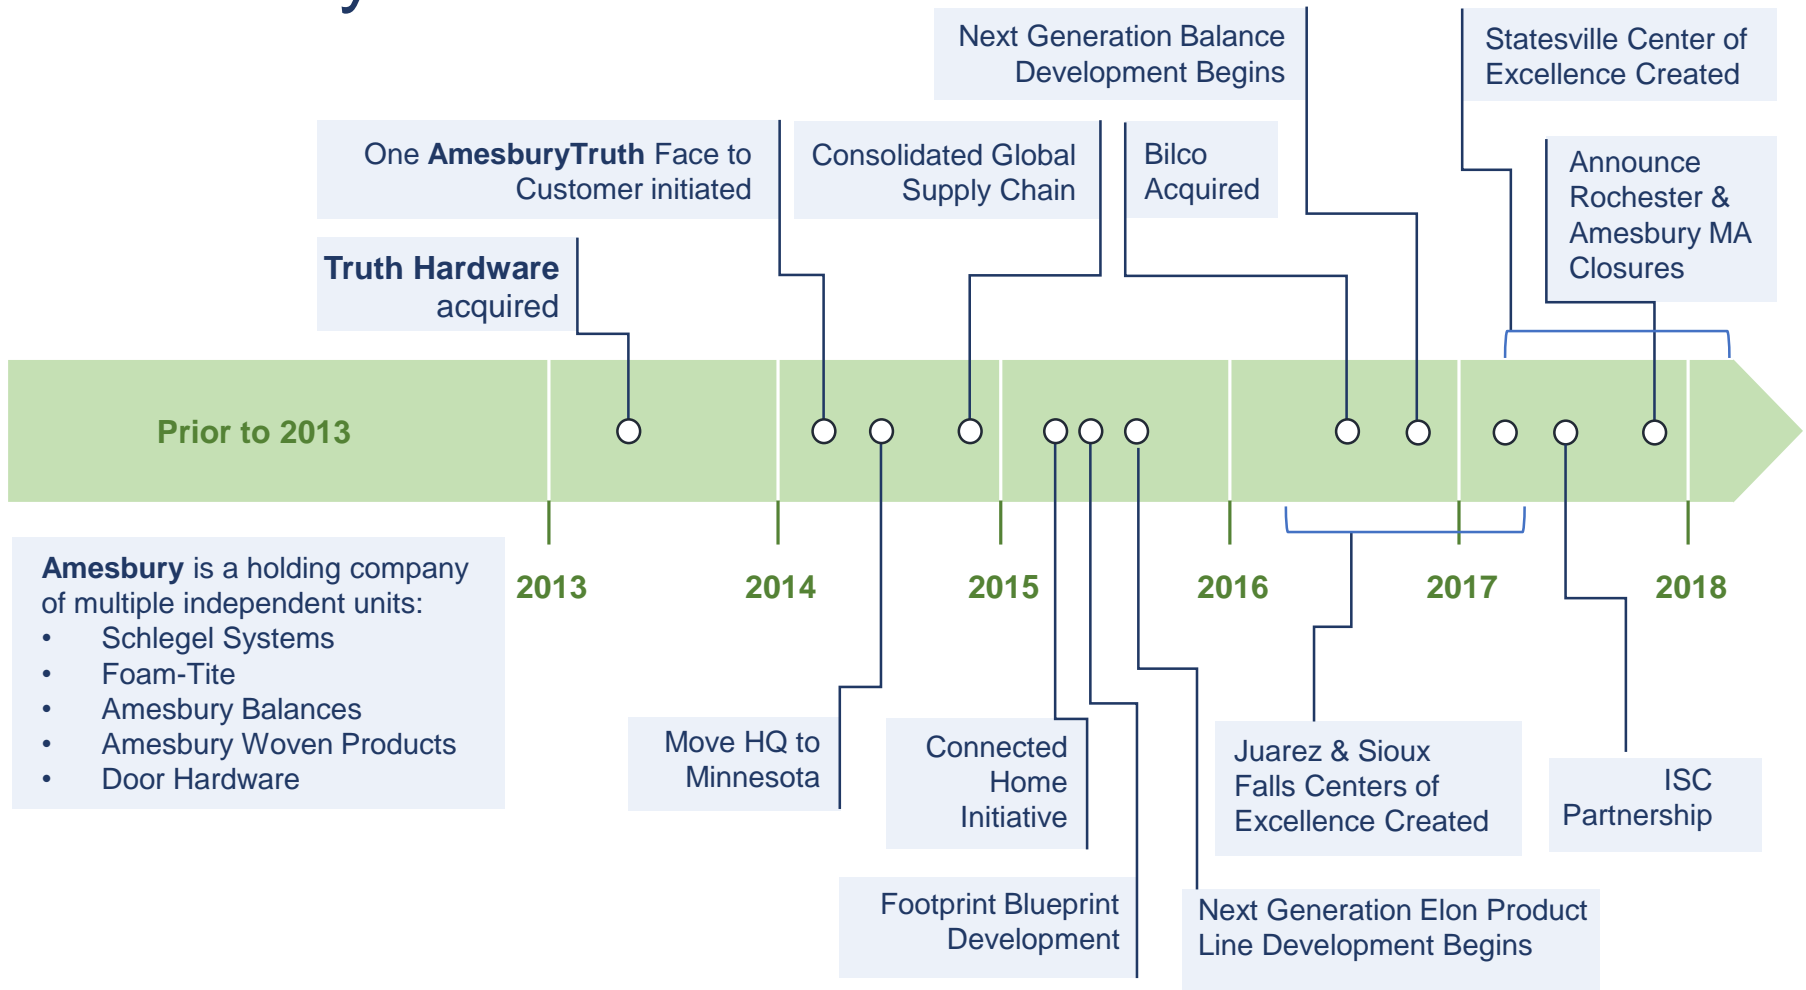 Next Generation Balance
Development Begins
Statesville Center of
Excellence Created
One AmesburyTruth Face to
Customer initiated
Consolidated Global
Supply Chain
Bilco
Acquired
Announce
Rochester &
Amesbury MA
Closures
Truth Hardware
acquired
Prior to 2013
2013
2014
2015
2016
2017
2018
Amesbury is a holding company
of multiple independent units:
• Schlegel Systems
• Foam-Tite
• Amesbury Balances
• Amesbury Woven Products
• Door Hardware
Move HQ to
Minnesota
Connected
Home
Initiative
Juarez & Sioux
Falls Centers of
Excellence Created
ISC
Partnership
Footprint Blueprint
Development
Next Generation Elon Product
Line Development Begins